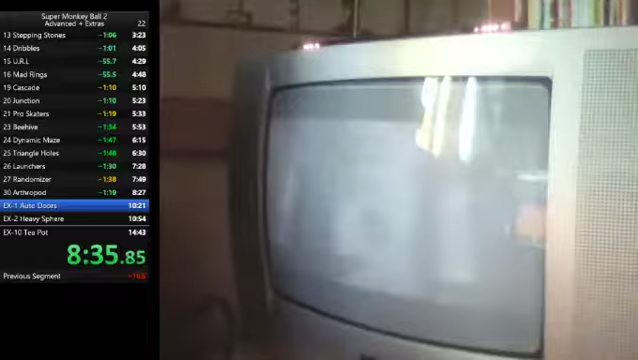 Super Monkey Ball 2
Advanced + Extras 22
13 Stepping Stones -1:06 3:23
14 Dribbles -1:01 4:05
15 U.R.L -55.7 4:29
16 Mad Rings -55.5 4:48
19 Cascade -1:10 5:10
20 Junction -1:10 5:23
21 Pro Skaters -1:19 5:33
23 Beehive -1:34 5:53
24 Dynamic Maze -1:47 6:15
25 Triangle Holes -1:48 6:30
26 Launchers -1:30 7:28
27 Randomizer -1:38 7:49
30 Arthropod -1:19 8:27
EX-1 Auto Doors 10:21
EX-2 Heavy Sphere 10:54
EX-10 Tea Pot 14:43
8:35.85
Previous Segment